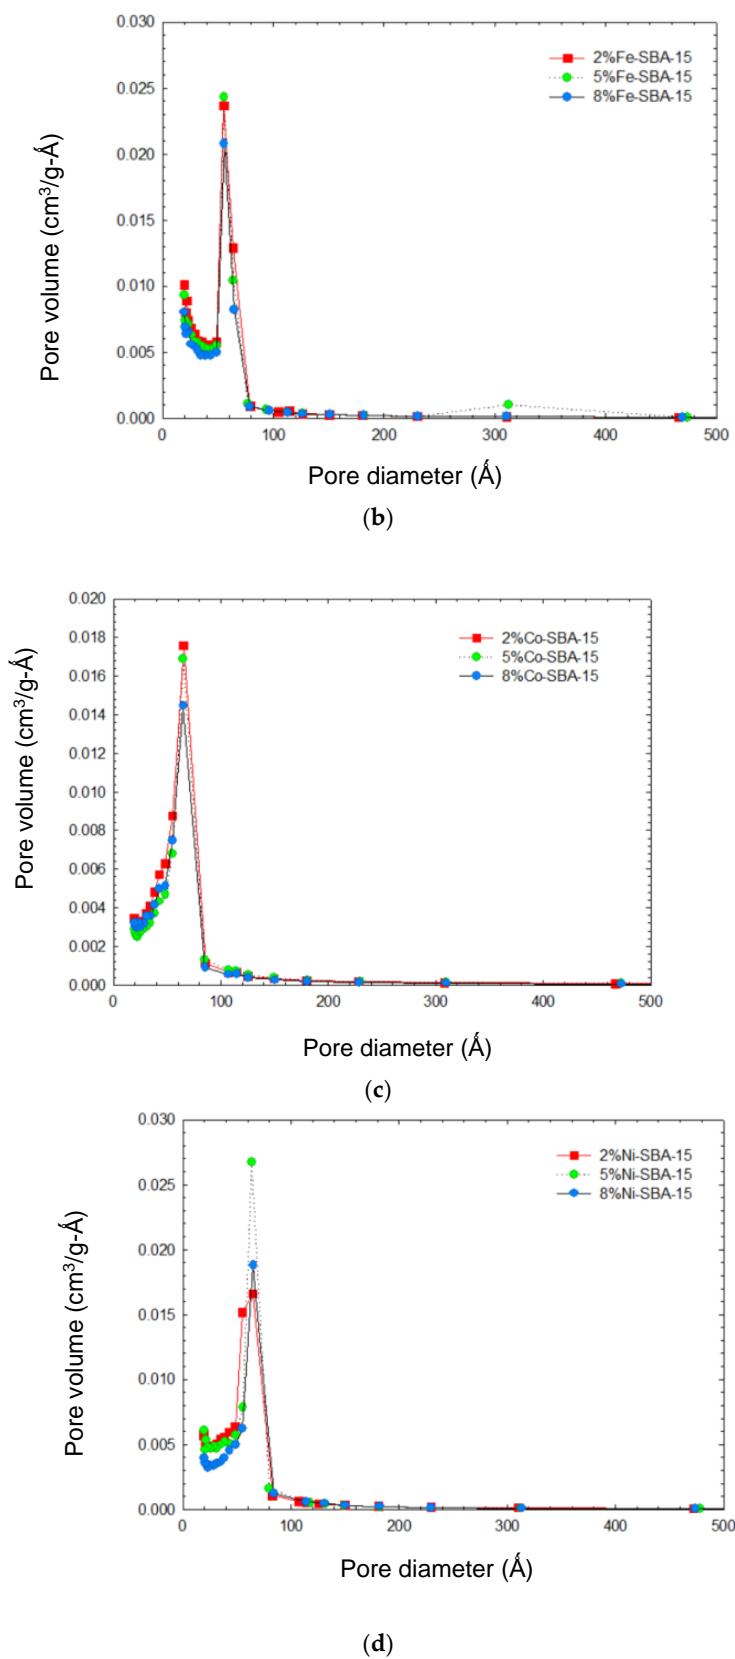 0.030
2%Fe-SBA-15
5%Fe-SBA-15
8%Fe-SBA-15
0.025
0.020
0.015
0.010
0.005
0.000
0 100 200 300 400 500
Pore volume (cm³/g-Ǻ)
Pore diameter (Ǻ)
(b)
0.020
0.018
2%Co-SBA-15
5%Co-SBA-15
8%Co-SBA-15
0.016
0.014
0.012
0.010
0.008
0.006
0.004
0.002
0.000
0 100 200 300 400 500
Pore volume (cm³/g-Ǻ)
Pore diameter (Ǻ)
(c)
0.030
2%Ni-SBA-15
5%Ni-SBA-15
8%Ni-SBA-15
0.025
0.020
0.015
0.010
0.005
0.000
0 100 200 300 400 500
Pore volume (cm³/g-Ǻ)
Pore diameter (Ǻ)
(d)